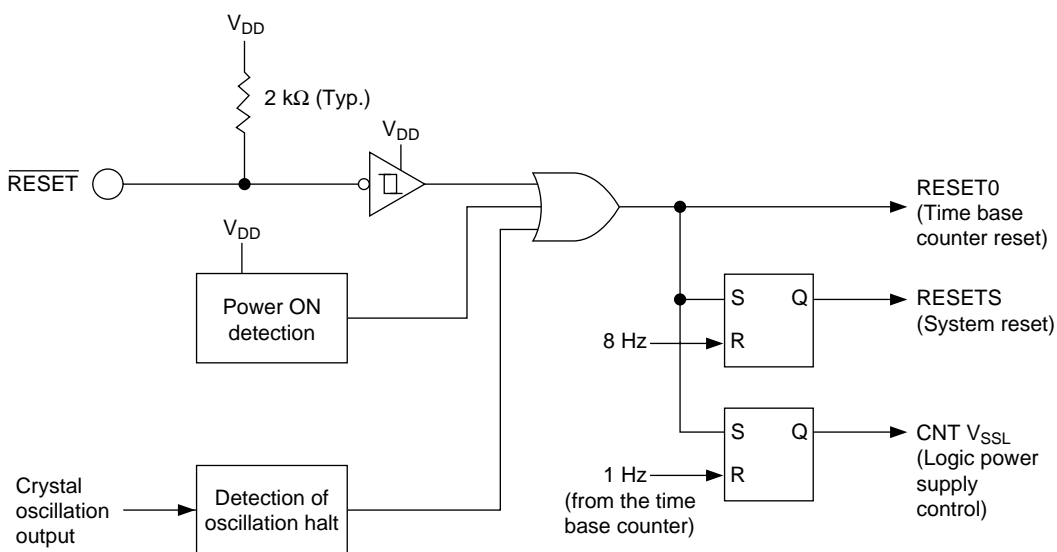 VDD
2 kΩ (Typ.)
VDD
RESET
RESET0
(Time base
counter reset)
VDD
Power ON
detection
S
Q
RESETS
(System reset)
8 Hz
R
S
Q
CNT VSSL
(Logic power
supply
control)
1 Hz
(from the time
base counter)
R
Crystal
oscillation
output
Detection of
oscillation halt